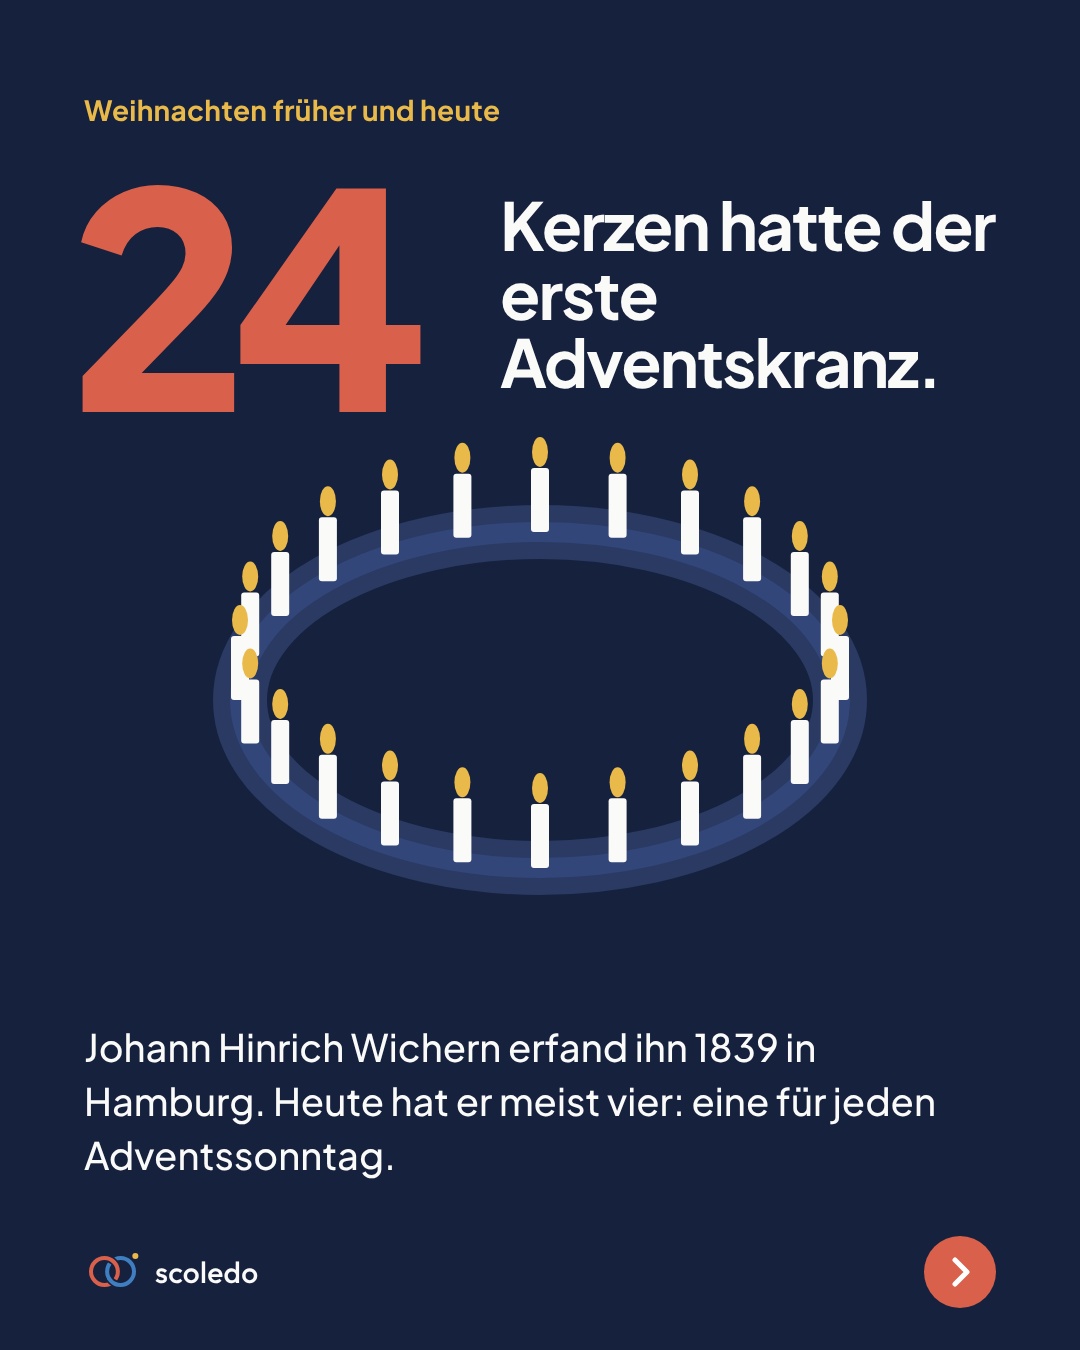 Weihnachten früher und heute
24
Kerzen hatte der
erste
Adventskranz.
Johann Hinrich Wichern erfand ihn 1839 in
Hamburg. Heute hat er meist vier: eine für jeden
Adventssonntag.
scoledo